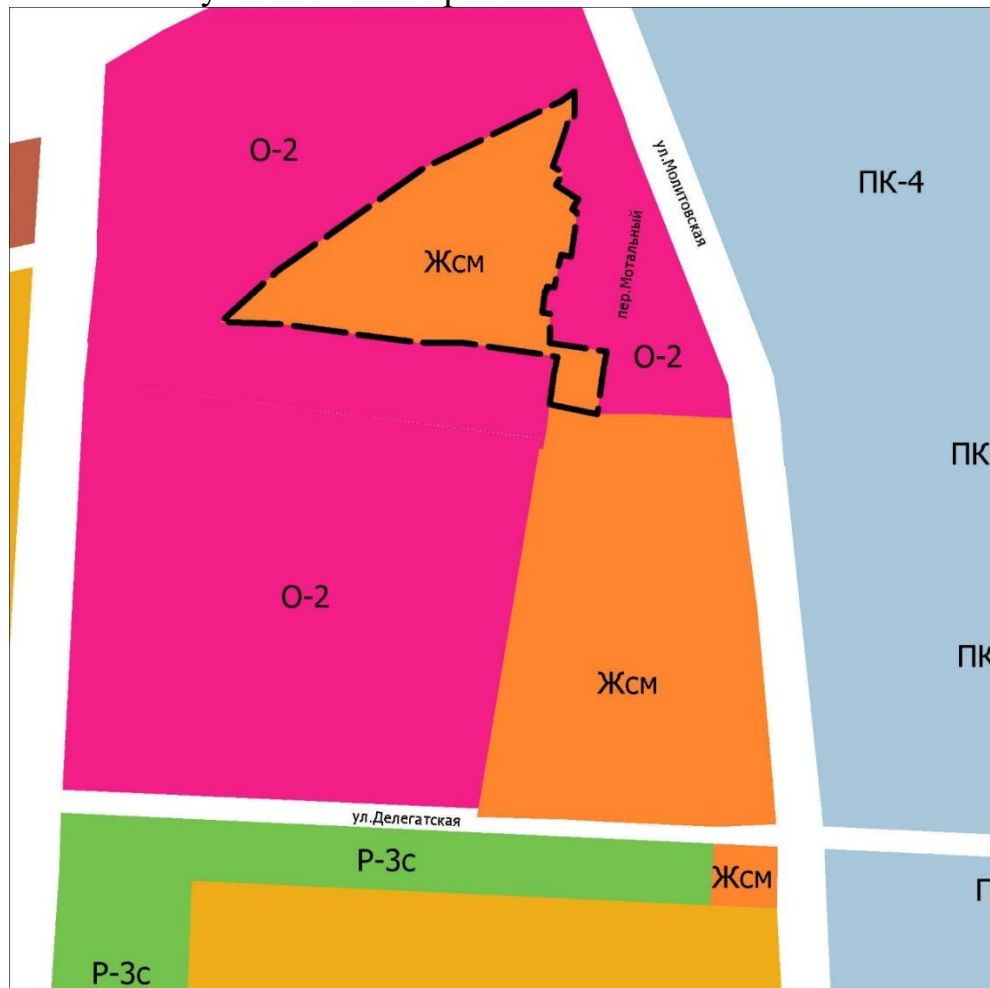 О-2
ПК-4
ул.Молитовская
пер.Мотальный
Жсм
О-2
ПК
О-2
ПК
Жсм
ул.Делегатская
Р-3с
Жсм
Р-3с